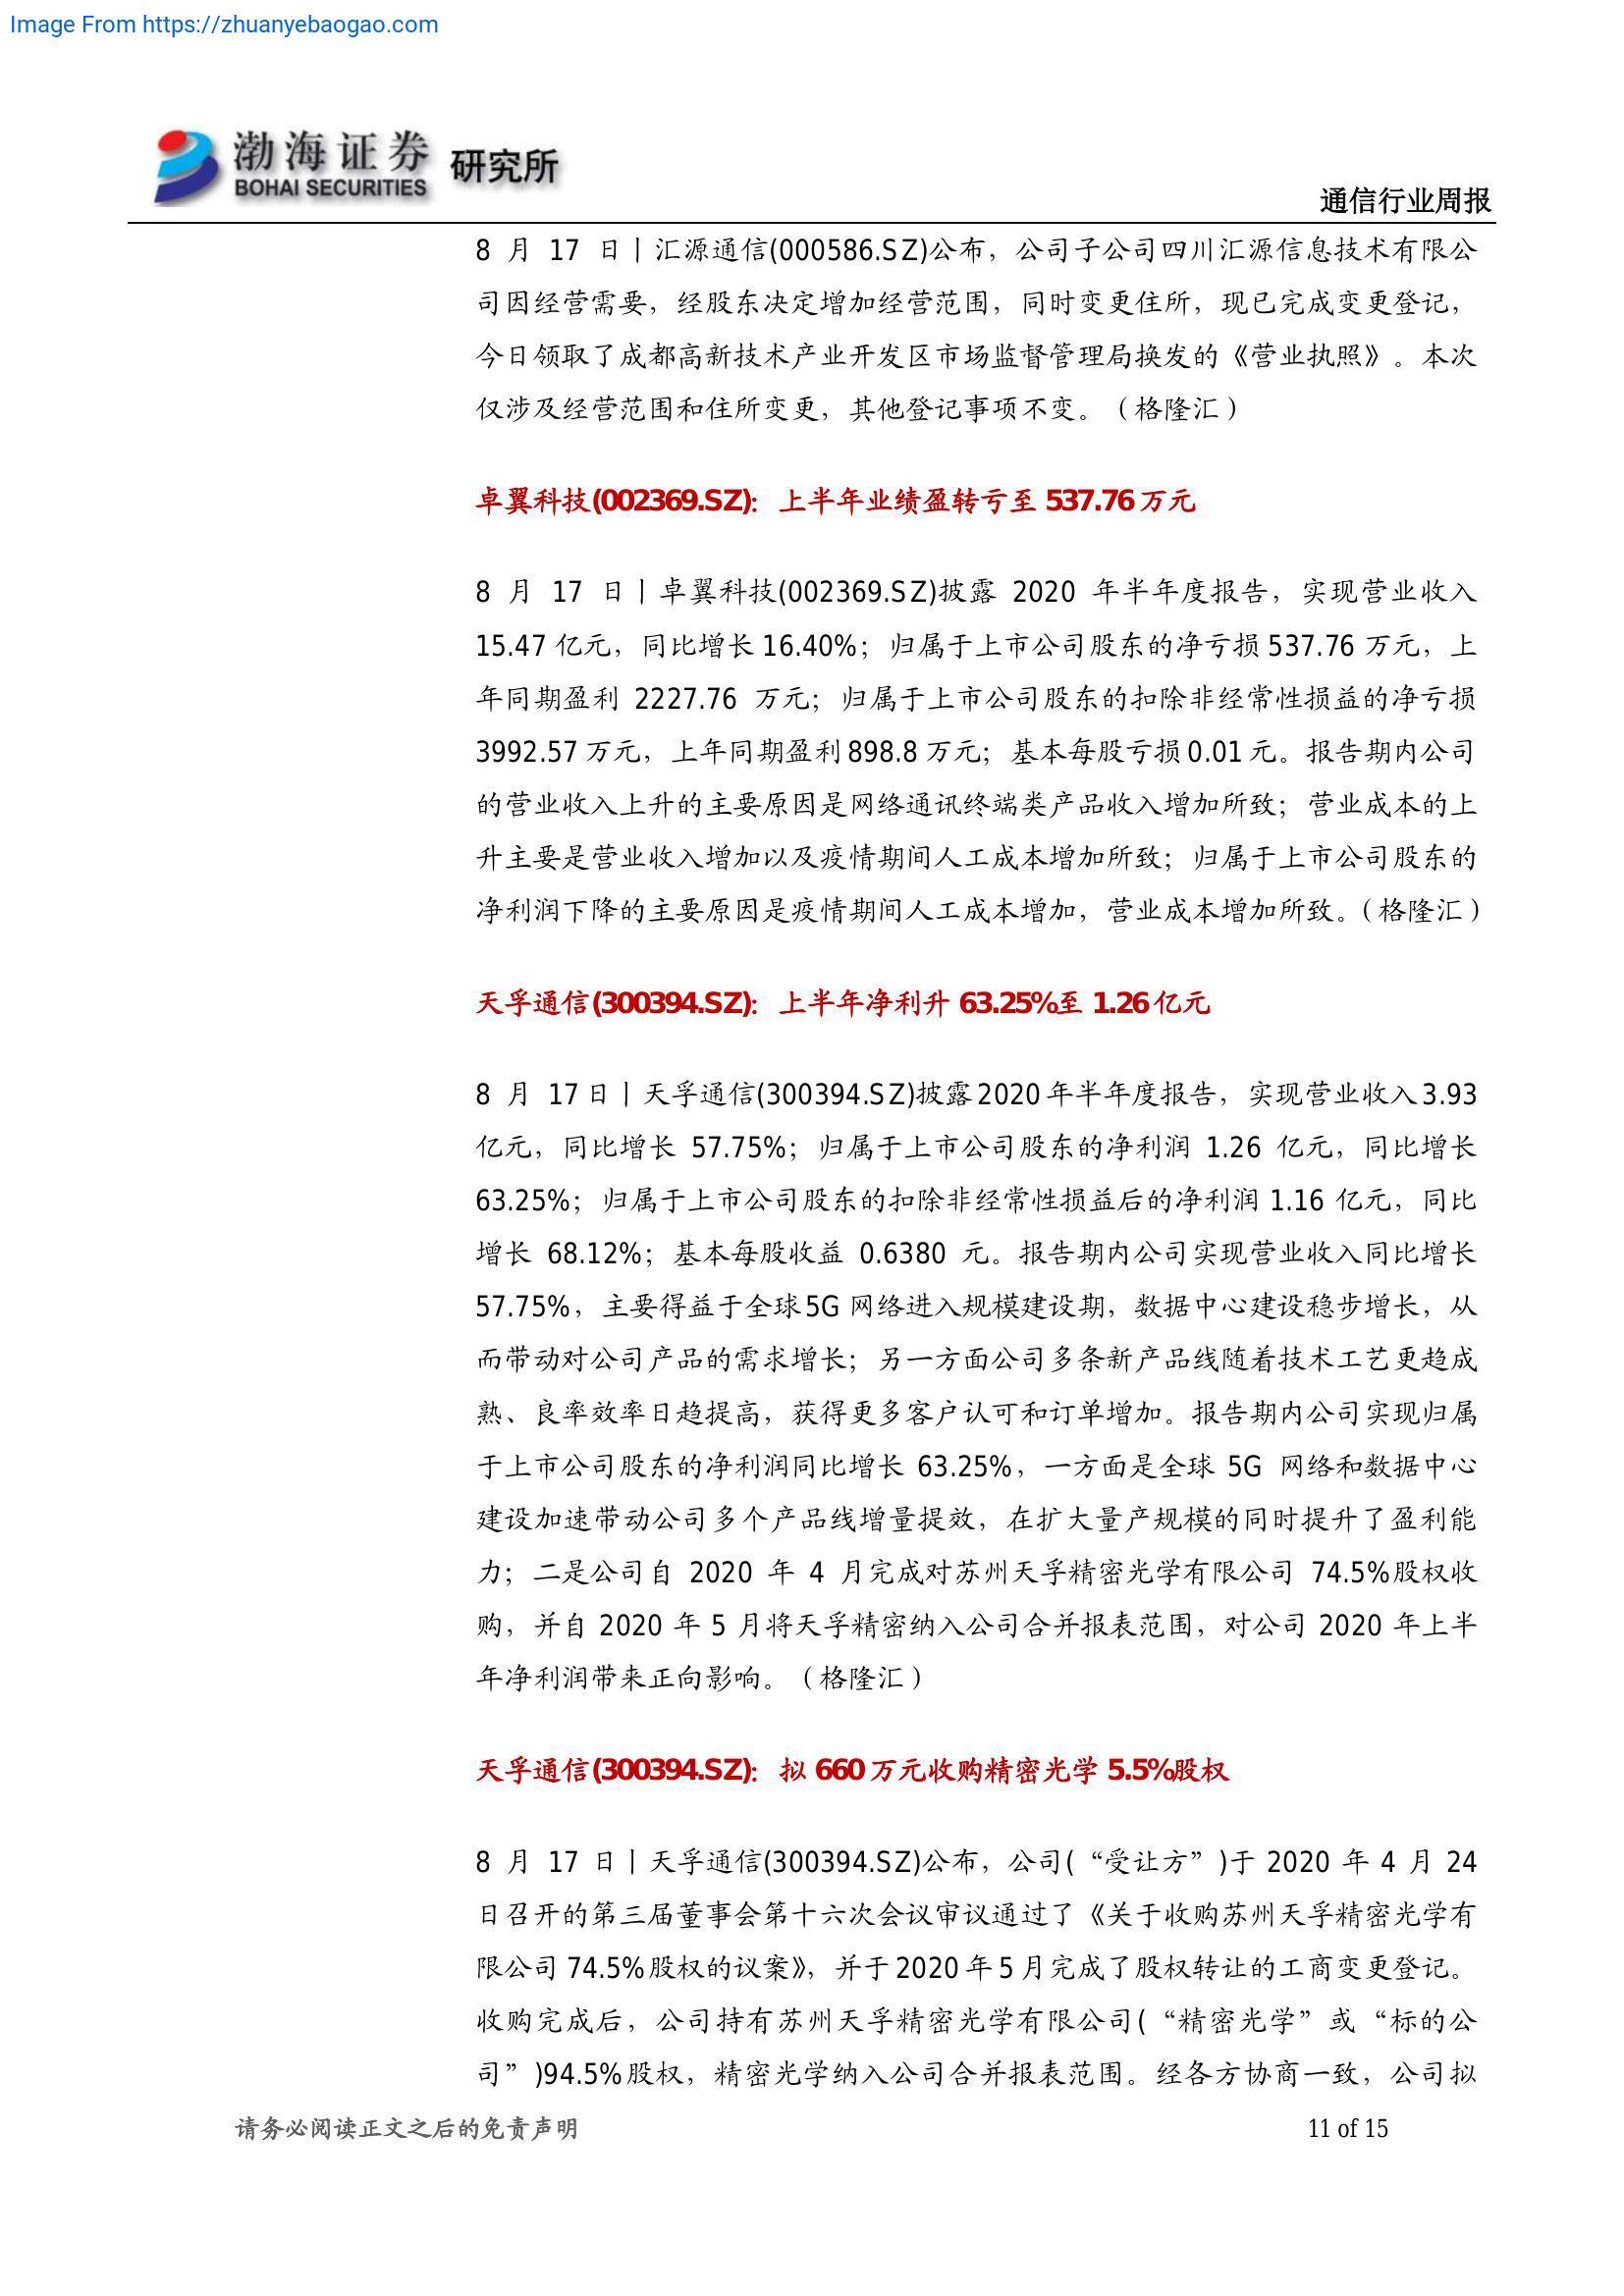 Image From https://zhuanyebaogao.com
渤海证券 研究所
BOHAI SECURITIES
通信行业周报
8 月 17 日丨汇源通信(000586.SZ)公布，公司子公司四川汇源信息技术有限公
司因经营需要，经股东决定增加经营范围，同时变更住所，现已完成变更登记，
今日领取了成都高新技术产业开发区市场监督管理局换发的《营业执照》。本次
仅涉及经营范围和住所变更，其他登记事项不变。（格隆汇）
卓翼科技(002369.SZ)：上半年业绩盈转亏至 537.76 万元
8 月 17 日丨卓翼科技(002369.SZ)披露 2020 年半年度报告，实现营业收入
15.47 亿元，同比增长 16.40%；归属于上市公司股东的净亏损 537.76 万元，上
年同期盈利 2227.76 万元；归属于上市公司股东的扣除非经常性损益的净亏损
3992.57 万元，上年同期盈利 898.8 万元；基本每股亏损 0.01 元。报告期内公司
的营业收入上升的主要原因是网络通讯终端类产品收入增加所致；营业成本的上
升主要是营业收入增加以及疫情期间人工成本增加所致；归属于上市公司股东的
净利润下降的主要原因是疫情期间人工成本增加，营业成本增加所致。（格隆汇）
天孚通信(300394.SZ)：上半年净利升 63.25%至 1.26 亿元
8 月 17 日丨天孚通信(300394.SZ)披露 2020 年半年度报告，实现营业收入 3.93
亿元，同比增长 57.75%；归属于上市公司股东的净利润 1.26 亿元，同比增长
63.25%；归属于上市公司股东的扣除非经常性损益后的净利润 1.16 亿元，同比
增长 68.12%；基本每股收益 0.6380 元。报告期内公司实现营业收入同比增长
57.75%，主要得益于全球 5G 网络进入规模建设期，数据中心建设稳步增长，从
而带动对公司产品的需求增长；另一方面公司多条新产品线随着技术工艺更趋成
熟、良率效率日趋提高，获得更多客户认可和订单增加。报告期内公司实现归属
于上市公司股东的净利润同比增长 63.25%，一方面是全球 5G 网络和数据中心
建设加速带动公司多个产品线增量提效，在扩大量产规模的同时提升了盈利能
力；二是公司自 2020 年 4 月完成对苏州天孚精密光学有限公司 74.5%股权收
购，并自 2020 年 5 月将天孚精密纳入公司合并报表范围，对公司 2020 年上半
年净利润带来正向影响。（格隆汇）
天孚通信(300394.SZ)：拟 660 万元收购精密光学 5.5%股权
8 月 17 日丨天孚通信(300394.SZ)公布，公司(“受让方”)于 2020 年 4 月 24
日召开的第三届董事会第十六次会议审议通过了《关于收购苏州天孚精密光学有
限公司 74.5%股权的议案》，并于 2020 年 5 月完成了股权转让的工商变更登记。
收购完成后，公司持有苏州天孚精密光学有限公司(“精密光学”或“标的公
司”)94.5%股权，精密光学纳入公司合并报表范围。经各方协商一致，公司拟
请务必阅读正文之后的免责声明
11 of 15